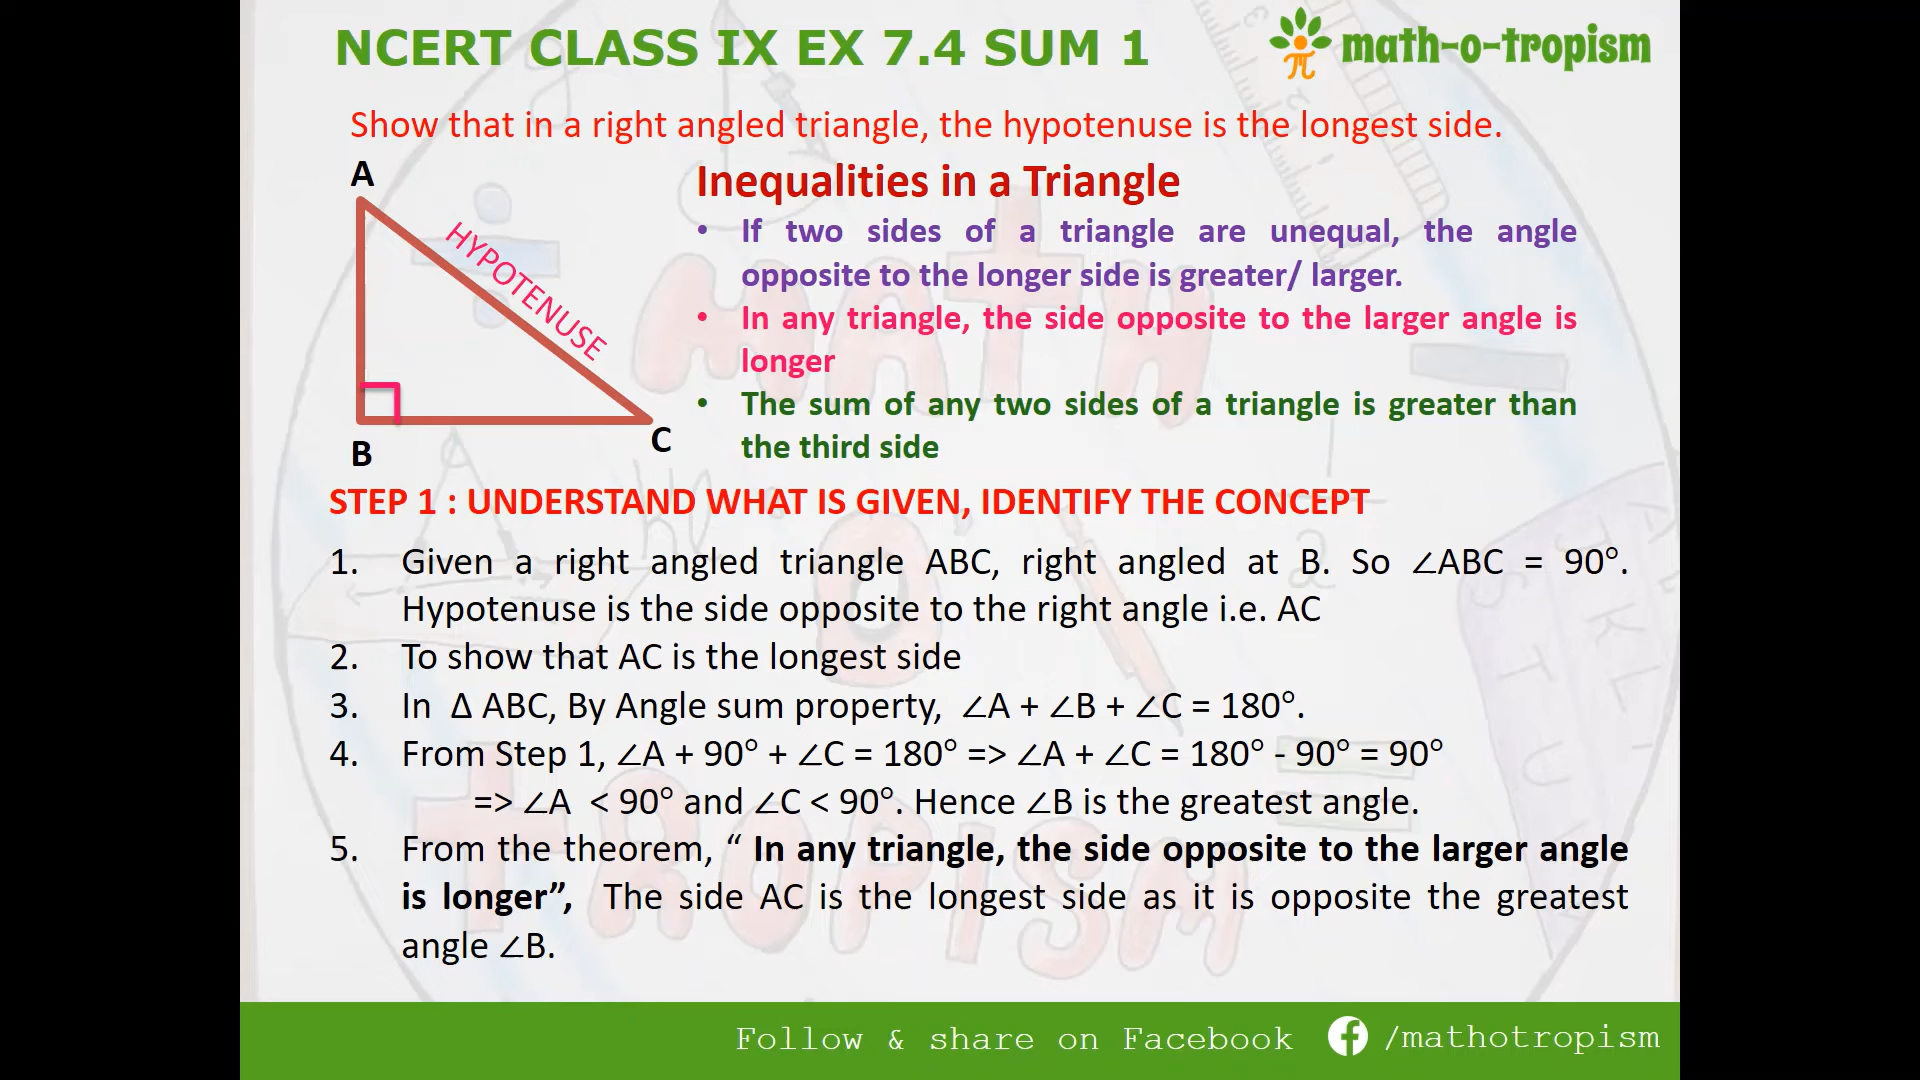 NCERT CLASS IX EX 7.4 SUM 1
math-o-tropism
Show that in a right angled triangle, the hypotenuse is the longest side.
A
HYPOTENUSE
B
C
Inequalities in a Triangle
• If two sides of a triangle are unequal, the angle
opposite to the longer side is greater/ larger.
• In any triangle, the side opposite to the larger angle is
longer
• The sum of any two sides of a triangle is greater than
the third side
STEP 1 : UNDERSTAND WHAT IS GIVEN, IDENTIFY THE CONCEPT
1. Given a right angled triangle ABC, right angled at B. So ∠ABC = 90°.
Hypotenuse is the side opposite to the right angle i.e. AC
2. To show that AC is the longest side
3. In Δ ABC, By Angle sum property, ∠A + ∠B + ∠C = 180°.
4. From Step 1, ∠A + 90° + ∠C = 180° => ∠A + ∠C = 180° - 90° = 90°
=> ∠A < 90° and ∠C < 90°. Hence ∠B is the greatest angle.
5. From the theorem, “ In any triangle, the side opposite to the larger angle
is longer”, The side AC is the longest side as it is opposite the greatest
angle ∠B.
MATH
O
TROPISM
Follow & share on Facebook /mathotropism